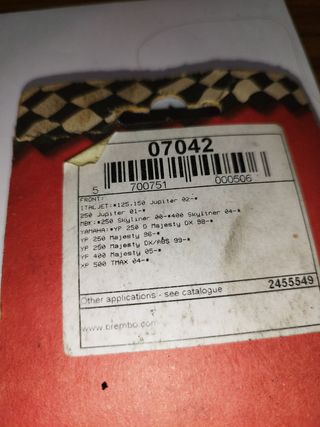 07042
5 700751 000506
FRONT:
ITALJET:*125.150 Jupiter 02-*
250 Jupiter 01-*
MBK:*250 Skyliner 00-*400 Skyliner 04-*
YAMAHA:*YP 250 D Majesty DX 98-*
YP 250 Majesty 96-*
YP 250 Majesty DX/ABS 99-*
YP 400 Majesty 05-*
XP 500 TMAX 04-*
Other applications - see catalogue
2455549
www.brembo.com